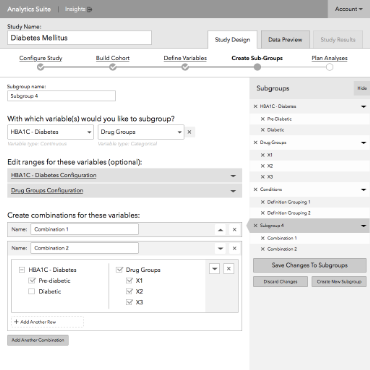 Analytics Suite
Insights
Account
Study Name:
Diabetes Mellitus
Study Design
Data Preview
Study Results
Configure Study
Build Cohort
Define Variables
Create Sub-Groups
Plan Analyses
Subgroup name:
Subgroup 4
With which variable(s) would you like to subgroup?
HBA1C - Diabetes
Drug Groups
Variable type: Continuous
Variable type: Categorical
Edit ranges for these variables (optional):
HBA1C - Diabetes Configuration
Drug Groups Configuration
Create combinations for these variables:
Name: Combination 1
Name: Combination 2
HBA1C - Diabetes
Pre-diabetic
Diabetic
Drug Groups
X1
X2
X3
+ Add Another Row
Add Another Combination
Subgroups
Hide
HBA1C - Diabetes
Pre Diabetic
Diabetic
Drug Groups
X1
X2
X3
Conditions
Definition Grouping 1
Definition Grouping 2
Subgroup 4
Combination 1
Combination 2
Save Changes To Subgroups
Discard Changes
Create New Subgroup